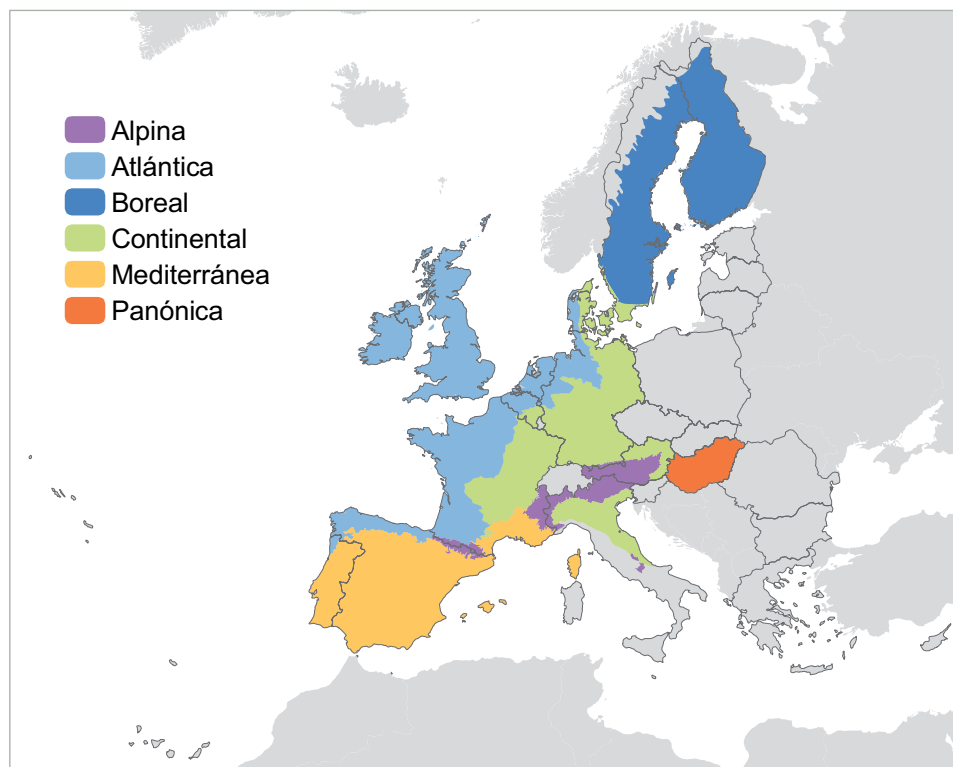 Alpina
Atlántica
Boreal
Continental
Mediterránea
Panónica